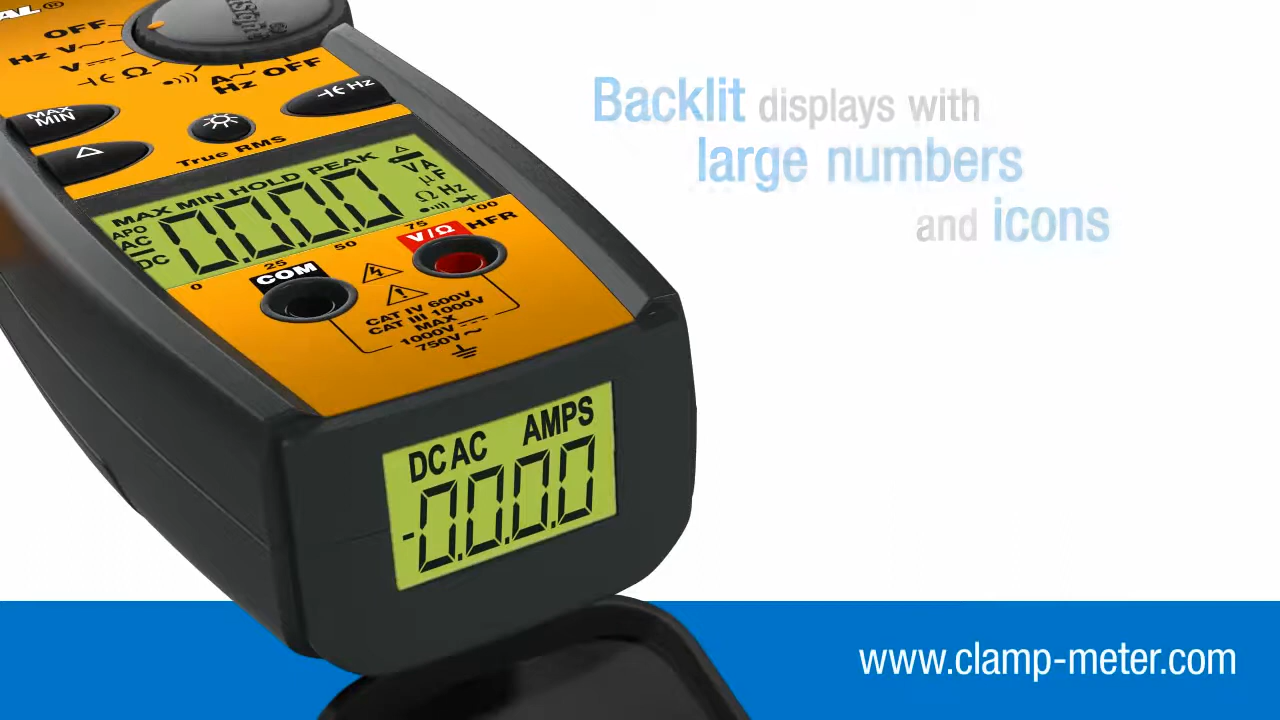 OFF
Hz V~
A~ OFF
Hz
Hz
MAX
MIN
True RMS
MAX MIN HOLD PEAK
APO
AC
DC
0.0.0.0
V A
µF
Ω Hz
0 25 50 75 100
COM
V/Ω
HFR
CAT IV 600V
CAT III 1000V
MAX
1000V
750V~
DC AC AMPS
-0.0.0.0
Backlit displays with
large numbers
and icons
www.clamp-meter.com